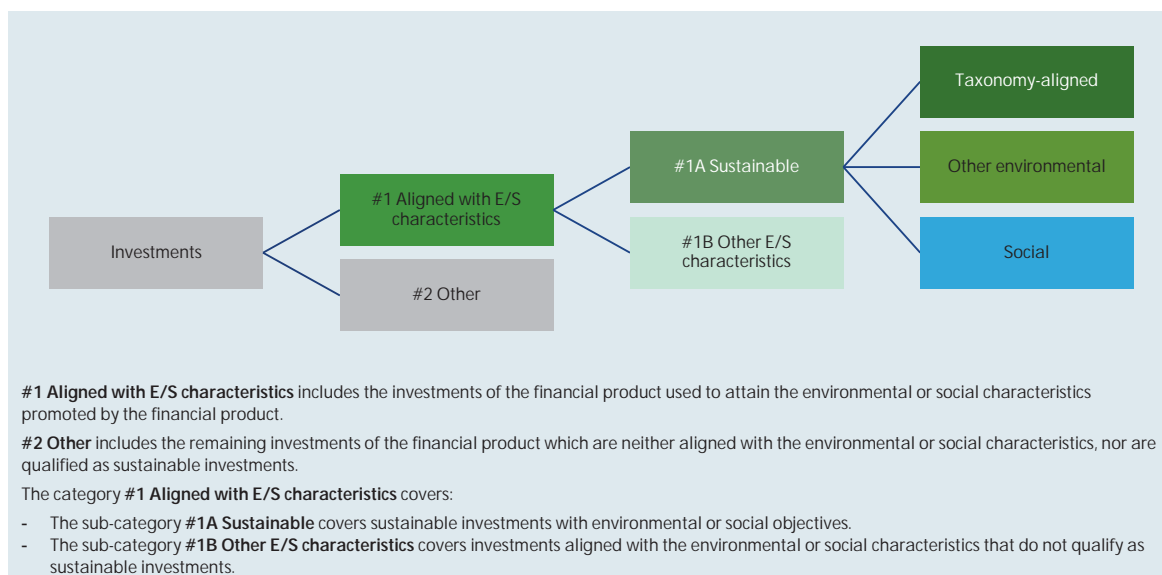 Taxonomy-aligned
#1A Sustainable
Other environmental
#1 Aligned with E/S
characteristics
Investments
#1B Other E/S
characteristics
Social
#2 Other
#1 Aligned with E/S characteristics includes the investments of the financial product used to attain the environmental or social characteristics
promoted by the financial product.
#2 Other includes the remaining investments of the financial product which are neither aligned with the environmental or social characteristics, nor are
qualified as sustainable investments.
The category #1 Aligned with E/S characteristics covers:
- The sub-category #1A Sustainable covers sustainable investments with environmental or social objectives.
- The sub-category #1B Other E/S characteristics covers investments aligned with the environmental or social characteristics that do not qualify as
sustainable investments.